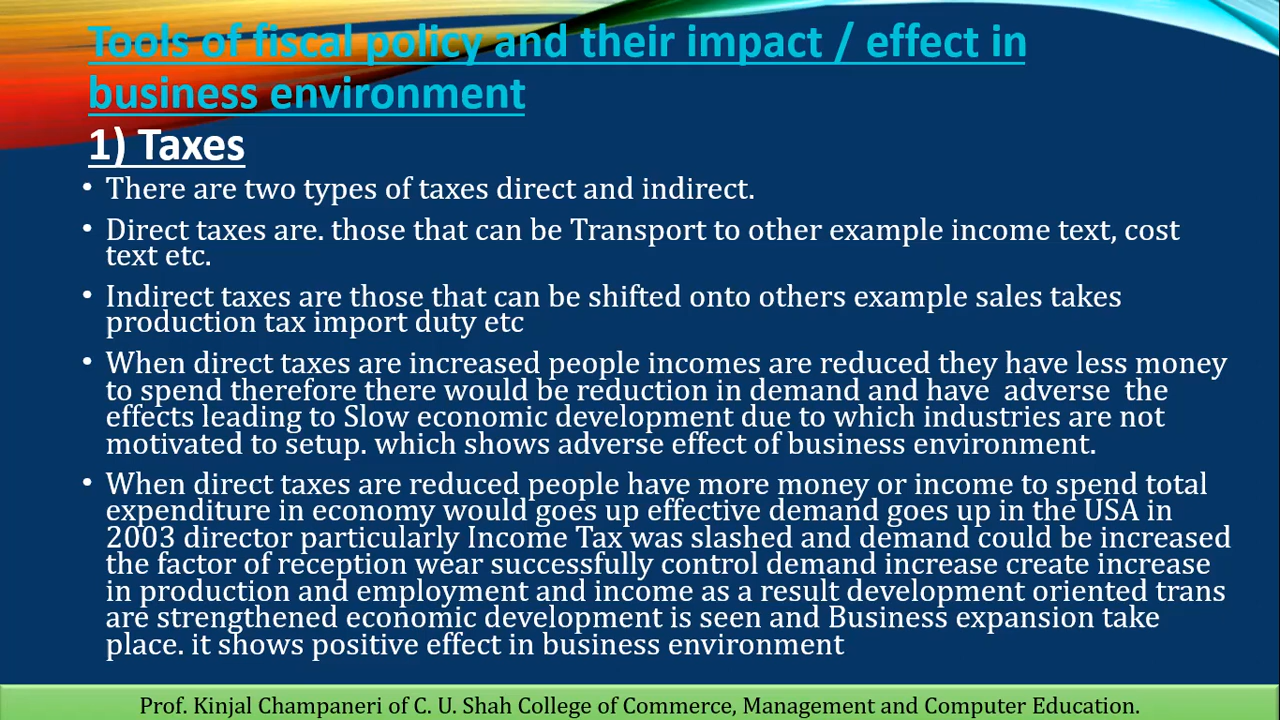 Tools of fiscal policy and their impact / effect in
business environment
1) Taxes
• There are two types of taxes direct and indirect.
• Direct taxes are. those that can be Transport to other example income text, cost
text etc.
• Indirect taxes are those that can be shifted onto others example sales takes
production tax import duty etc
• When direct taxes are increased people incomes are reduced they have less money
to spend therefore there would be reduction in demand and have adverse the
effects leading to Slow economic development due to which industries are not
motivated to setup. which shows adverse effect of business environment.
• When direct taxes are reduced people have more money or income to spend total
expenditure in economy would goes up effective demand goes up in the USA in
2003 director particularly Income Tax was slashed and demand could be increased
the factor of reception wear successfully control demand increase create increase
in production and employment and income as a result development oriented trans
are strengthened economic development is seen and Business expansion take
place. it shows positive effect in business environment
Prof. Kinjal Champaneri of C. U. Shah College of Commerce, Management and Computer Education.